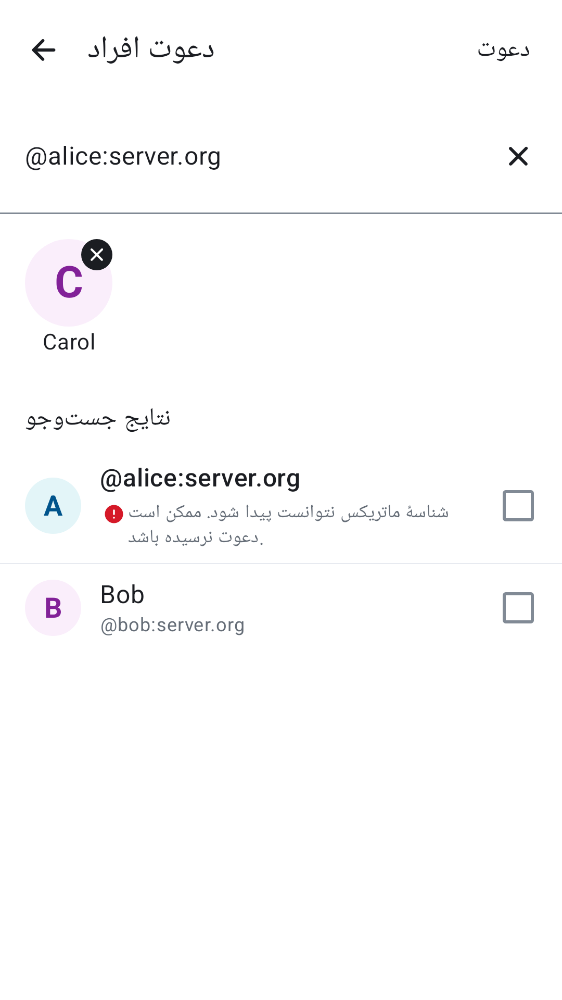 دعوت افراد
دعوت
@alice:server.org
C
Carol
نتایج جست‌وجو
A
@alice:server.org
شناسهٔ ماتریکس نتوانست پیدا شود. ممکن است
دعوت نرسیده باشد.
B
Bob
@bob:server.org